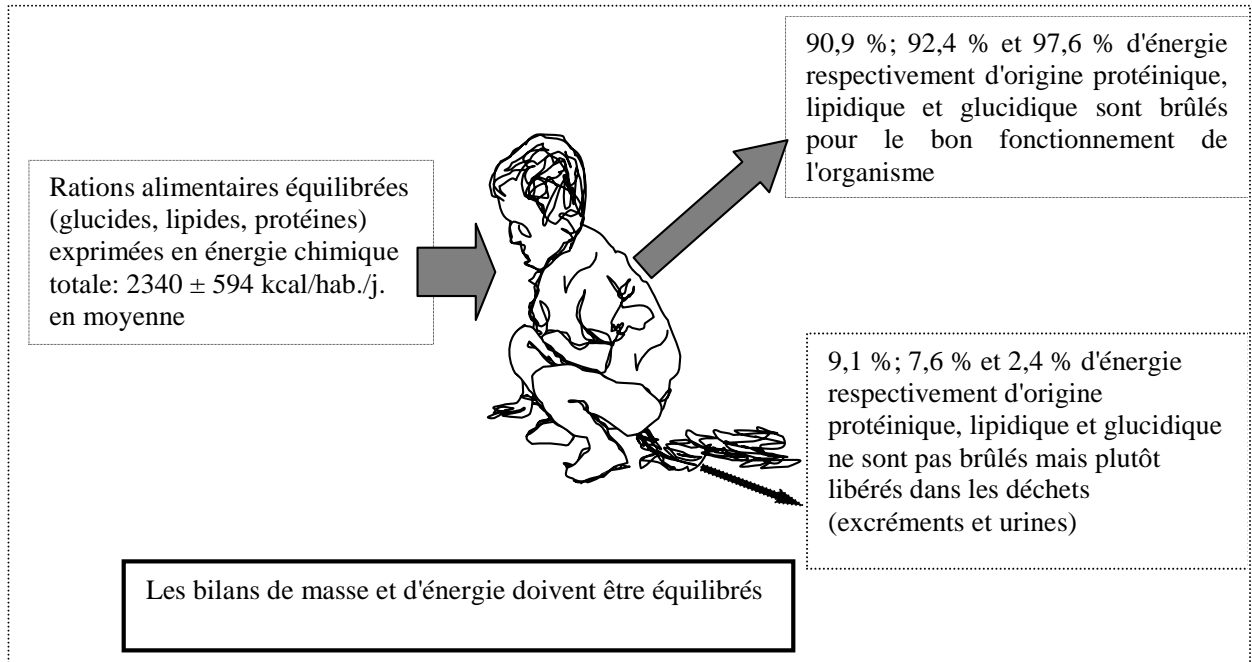 90,9 %; 92,4 % et 97,6 % d'énergie
respectivement d'origine protéinique,
lipidique et glucidique sont brûlés
pour le bon fonctionnement de
l'organisme
Rations alimentaires équilibrées
(glucides, lipides, protéines)
exprimées en énergie chimique
totale: 2340 ± 594 kcal/hab./j.
en moyenne
9,1 %; 7,6 % et 2,4 % d'énergie
respectivement d'origine
protéinique, lipidique et glucidique
ne sont pas brûlés mais plutôt
libérés dans les déchets
(excréments et urines)
Les bilans de masse et d'énergie doivent être équilibrés